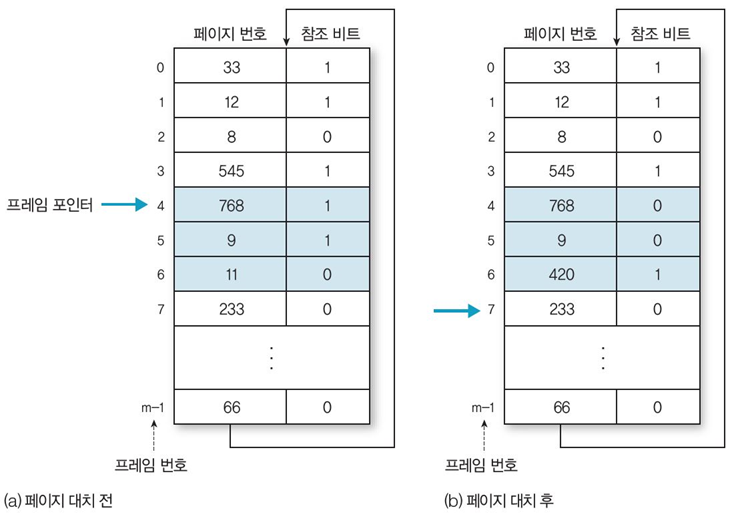 페이지 번호 참조 비트 페이지 번호 참조 비트
0 33 1 0 33 1
1 12 1 1 12 1
2 8 0 2 8 0
3 545 1 3 545 1
프레임 포인터 4 768 1 4 768 0
5 9 1 5 9 0
6 11 0 6 420 1
7 233 0 7 233 0
m–1 66 0 m–1 66 0
프레임 번호 프레임 번호
(a) 페이지 대치 전 (b) 페이지 대치 후